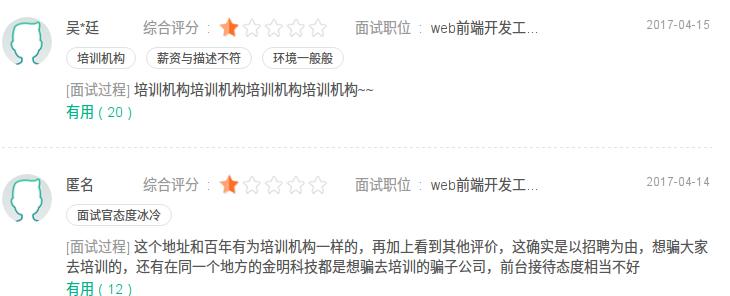 吴*廷 综合评分 : 面试职位 : web前端开发工... 2017-04-15
培训机构 薪资与描述不符 环境一般般
[面试过程] 培训机构培训机构培训机构培训机构~~
有用 ( 20 )
匿名 综合评分 : 面试职位 : web前端开发工... 2017-04-14
面试官态度冰冷
[面试过程] 这个地址和百年有为培训机构一样的，再加上看到其他评价，这确实是以招聘为由，想骗大家
去培训的，还有在同一个地方的金明科技都是想骗去培训的骗子公司，前台接待态度相当不好
有用 ( 12 )